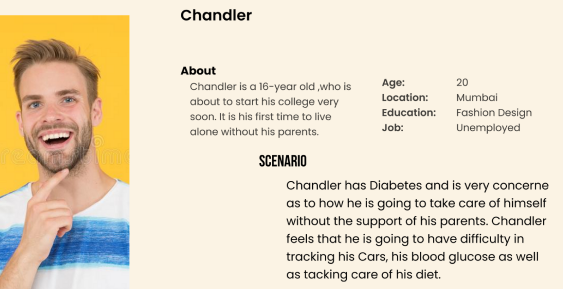 Chandler
About
Chandler is a 16-year old ,who is
about to start his college very
soon. It is his first time to live
alone without his parents.
Age: 20
Location: Mumbai
Education: Fashion Design
Job: Unemployed
SCENARIO
Chandler has Diabetes and is very concerne
as to how he is going to take care of himself
without the support of his parents. Chandler
feels that he is going to have difficulty in
tracking his Cars, his blood glucose as well
as tacking care of his diet.